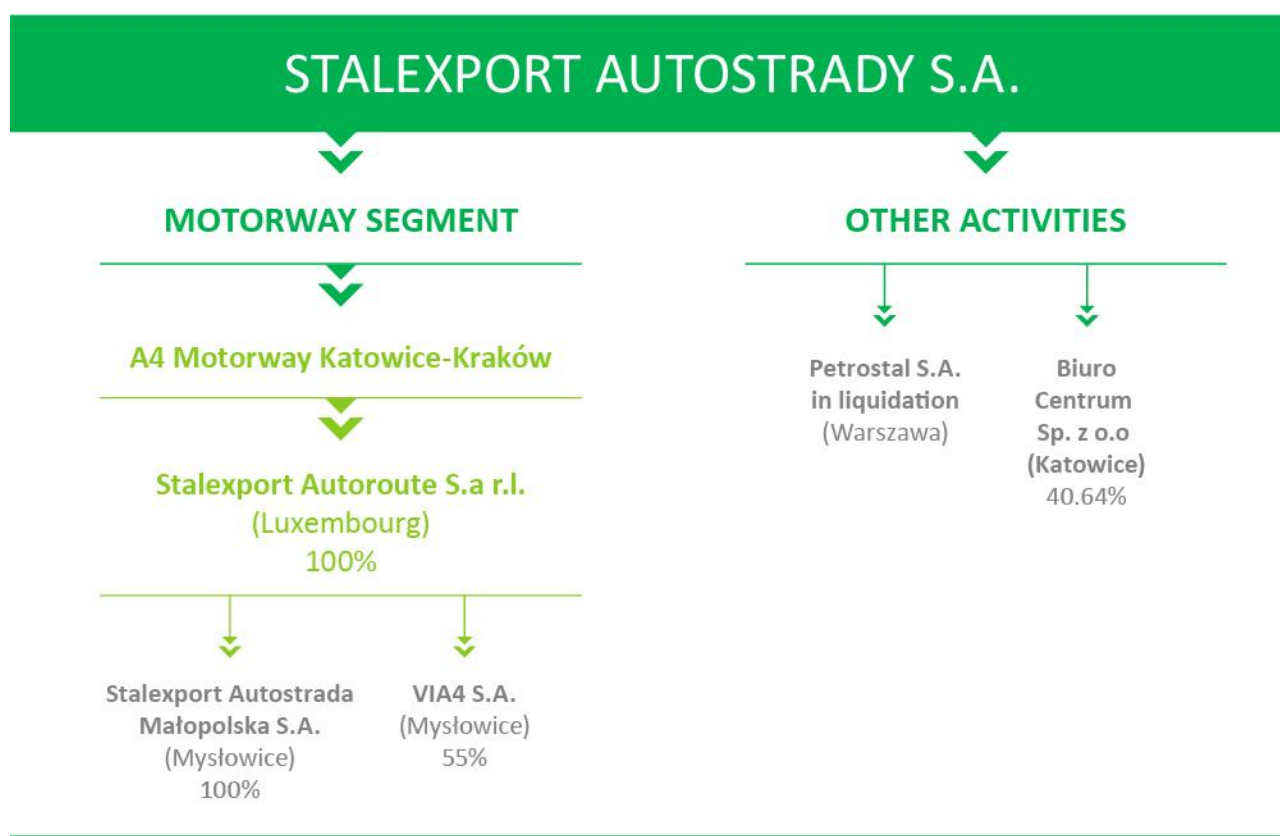 STALEXPORT AUTOSTRADY S.A.
MOTORWAY SEGMENT
A4 Motorway Katowice-Kraków
Stalexport Autoroute S.a r.l.
(Luxembourg)
100%
Stalexport Autostrada
Małopolska S.A.
(Mysłowice)
100%
VIA4 S.A.
(Mysłowice)
55%
OTHER ACTIVITIES
Petrostal S.A.
in liquidation
(Warszawa)
Biuro
Centrum
Sp. z o.o
(Katowice)
40.64%